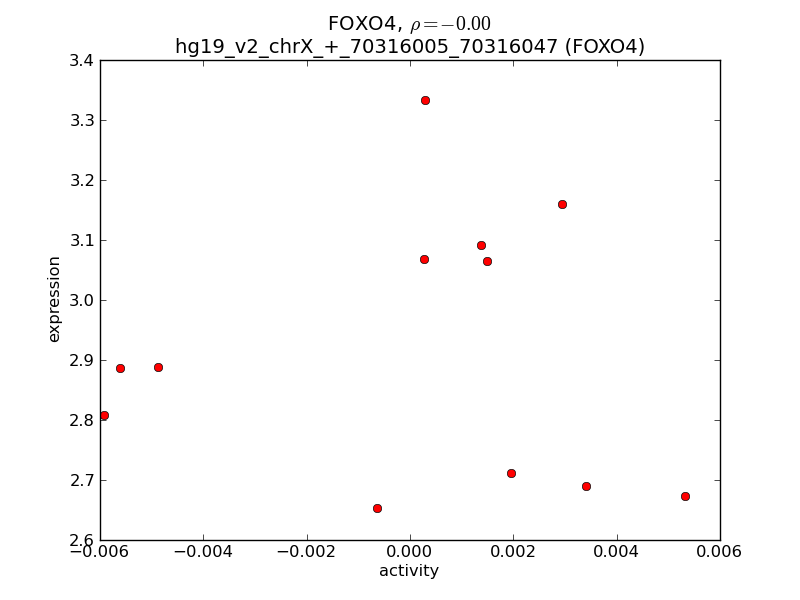 FOXO4, ρ=−0.00
hg19_v2_chrX_+_70316005_70316047 (FOXO4)
3.4
3.3
3.2
3.1
3.0
2.9
2.8
2.7
2.6
expression
−0.006 −0.004 −0.002 0.000 0.002 0.004 0.006
activity